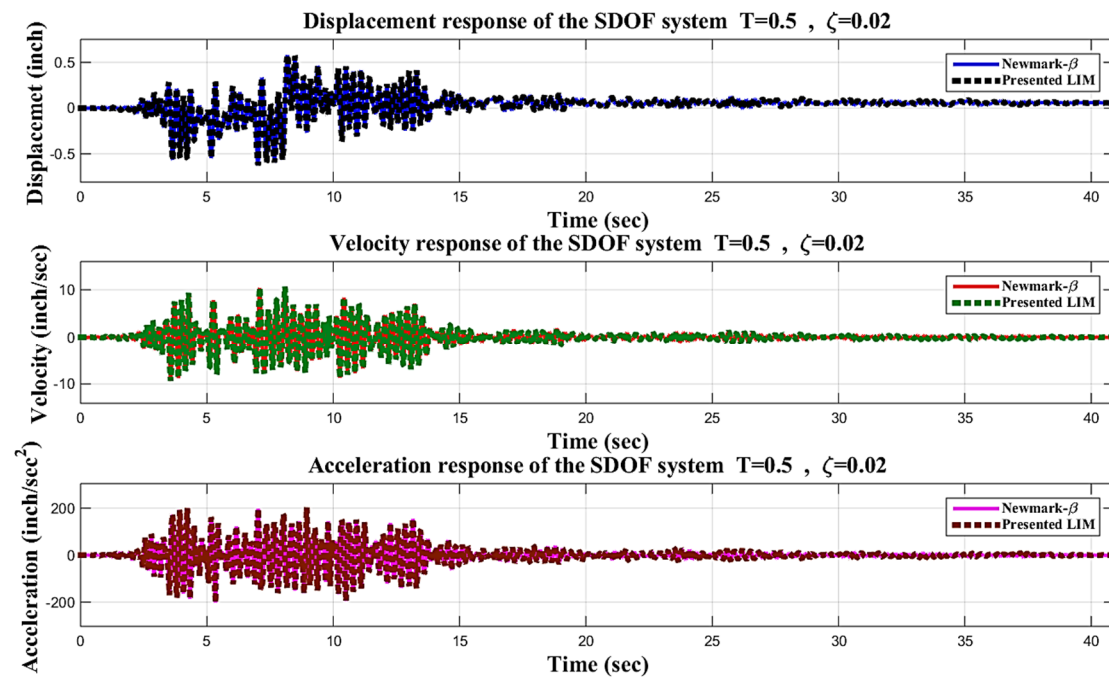 Displacement response of the SDOF system T=0.5 , ζ=0.02
Displacemnt (inch)
0.5
0
-0.5
Newmark-β
Presented LIM
0 5 10 15 20 25 30 35 40
Time (sec)
Velocity response of the SDOF system T=0.5 , ζ=0.02
Velocity (inch/sec)
10
0
-10
Newmark-β
Presented LIM
0 5 10 15 20 25 30 35 40
Time (sec)
Acceleration response of the SDOF system T=0.5 , ζ=0.02
Acceleration (inch/sec²)
200
0
-200
Newmark-β
Presented LIM
0 5 10 15 20 25 30 35 40
Time (sec)